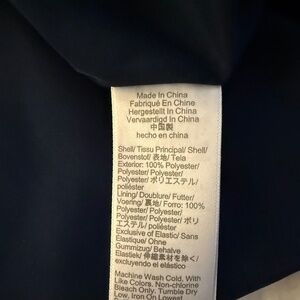 Made In China
Fabriqué En Chine
Hergestellt In China
Vervaardigd In China
中国製
hecho en china
Shell/ Tissu Principal/ Shell/
Bovenstof/ 表地/ Tela
Exterior: 100% Polyester/
Polyester/ Polyester/
Polyester/ ポリエステル/
poliéster
Lining/ Doublure/ Futter/
Voering/ 裏地/ Forro: 100%
Polyester/ Polyester/
Polyester/ Polyester/ ポリ
エステル/ poliéster
Exclusive of Elastic/ Sans
Élastique/ Ohne
Gummizug/ Behalve
Elastiek/ 伸縮素材を除く/
excluyendo el elástico
Machine Wash Cold, With
Like Colors. Non-chlorine
Bleach Only. Tumble Dry
Low. Iron On Lowest